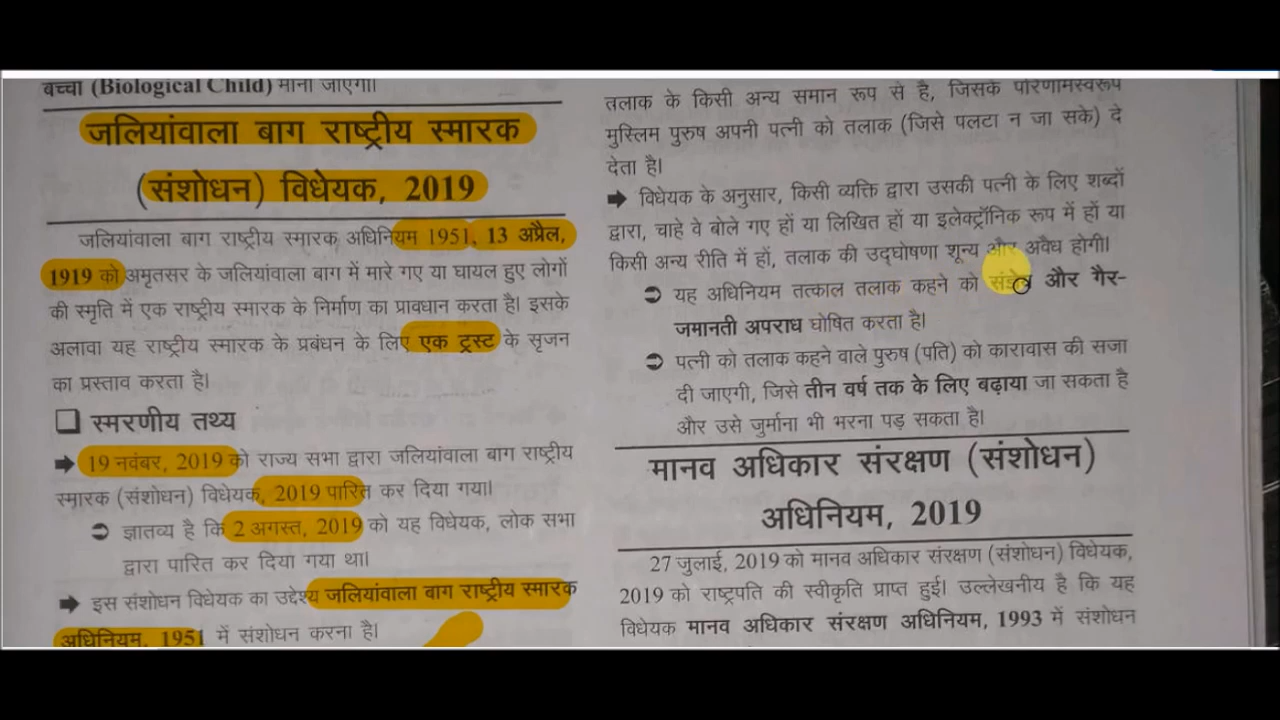 बच्चा (Biological Child) माना जाएगा।
जलियांवाला बाग राष्ट्रीय स्मारक
(संशोधन) विधेयक, 2019
जलियांवाला बाग राष्ट्रीय स्मारक अधिनियम 1951, 13 अप्रैल,
1919 को अमृतसर के जलियांवाला बाग में मारे गए या घायल हुए लोगों
की स्मृति में एक राष्ट्रीय स्मारक के निर्माण का प्रावधान करता है। इसके
अलावा यह राष्ट्रीय स्मारक के प्रबंधन के लिए एक ट्रस्ट के सृजन
का प्रस्ताव करता है।
❑ स्मरणीय तथ्य
➡ 19 नवंबर, 2019 को राज्य सभा द्वारा जलियांवाला बाग राष्ट्रीय
स्मारक (संशोधन) विधेयक, 2019 पारित कर दिया गया।
➲ ज्ञातव्य है कि 2 अगस्त, 2019 को यह विधेयक, लोक सभा
द्वारा पारित कर दिया गया था।
➡ इस संशोधन विधेयक का उद्देश्य जलियांवाला बाग राष्ट्रीय स्मारक
अधिनियम, 1951 में संशोधन करना है।
तलाक के किसी अन्य समान रूप से है, जिसके परिणामस्वरूप
मुस्लिम पुरुष अपनी पत्नी को तलाक (जिसे पलटा न जा सके) दे
देता है।
➡ विधेयक के अनुसार, किसी व्यक्ति द्वारा उसकी पत्नी के लिए शब्दों
द्वारा, चाहे वे बोले गए हों या लिखित हों या इलेक्ट्रॉनिक रूप में हों या
किसी अन्य रीति में हों, तलाक की उद्घोषणा शून्य और अवैध होगी।
➲ यह अधिनियम तत्काल तलाक कहने को और गैर-
जमानती अपराध घोषित करता है।
➲ पत्नी को तलाक कहने वाले पुरुष (पति) को कारावास की सजा
दी जाएगी, जिसे तीन वर्ष तक के लिए बढ़ाया जा सकता है
और उसे जुर्माना भी भरना पड़ सकता है।
मानव अधिकार संरक्षण (संशोधन)
अधिनियम, 2019
27 जुलाई, 2019 को मानव अधिकार संरक्षण (संशोधन) विधेयक,
2019 को राष्ट्रपति की स्वीकृति प्राप्त हुई। उल्लेखनीय है कि यह
विधेयक मानव अधिकार संरक्षण अधिनियम, 1993 में संशोधन